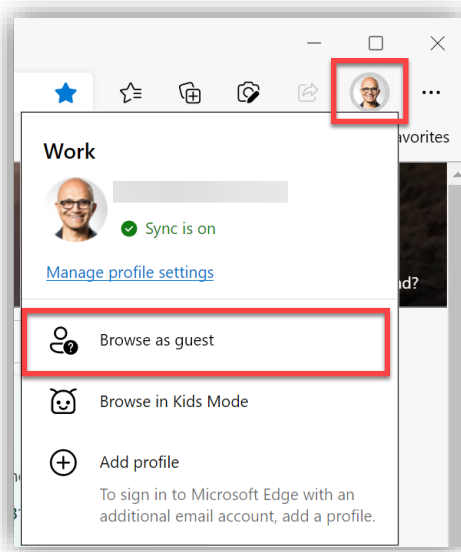 avorites
Work
Sync is on
Manage profile settings
nd?
Browse as guest
Browse in Kids Mode
Add profile
To sign in to Microsoft Edge with an
additional email account, add a profile.